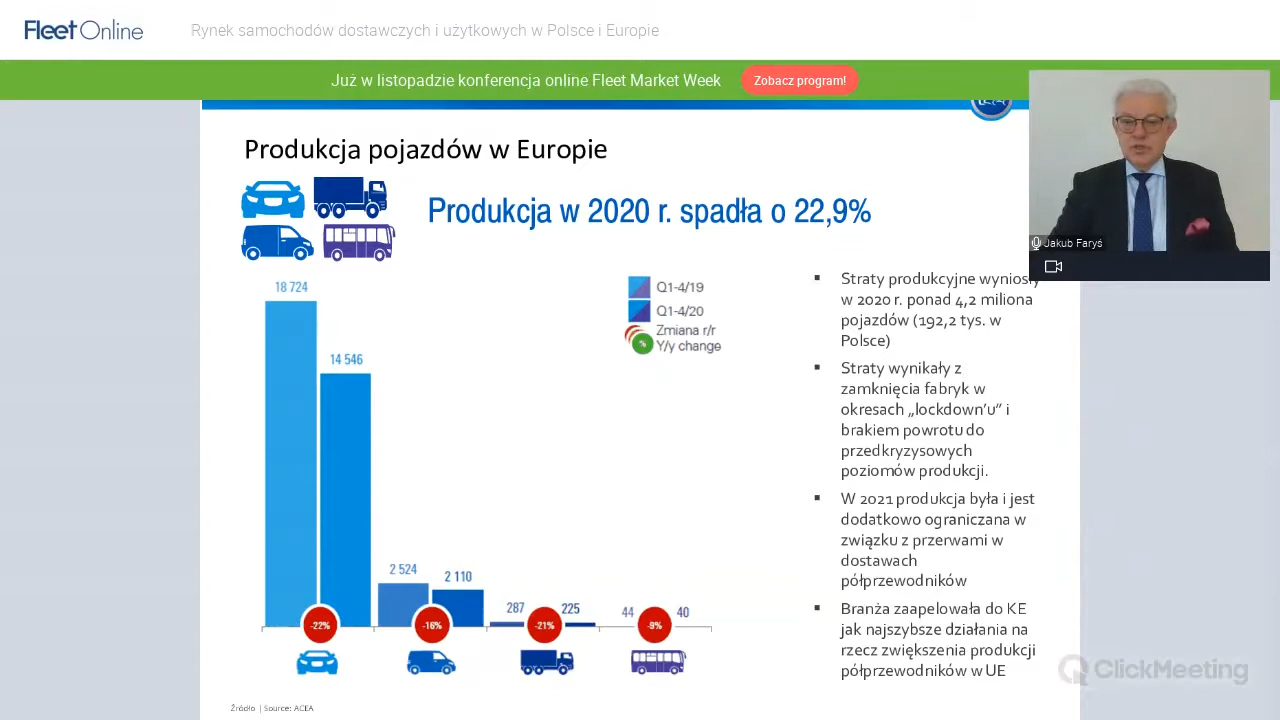 Fleet Online
Rynek samochodów dostawczych i użytkowych w Polsce i Europie
Już w listopadzie konferencja online Fleet Market Week
Zobacz program!
Jakub Faryś
Produkcja pojazdów w Europie
Produkcja w 2020 r. spadła o 22,9%
18 724
14 546
2 524
2 110
287
225
44
40
-22%
-16%
-21%
-9%
Q1-4/19
Q1-4/20
Zmiana r/r
Y/y change
%
▪ Straty produkcyjne wyniosły
w 2020 r. ponad 4,2 miliona
pojazdów (192,2 tys. w
Polsce)
▪ Straty wynikały z
zamknięcia fabryk w
okresach „lockdown’u” i
brakiem powrotu do
przedkryzysowych
poziomów produkcji.
▪ W 2021 produkcja była i jest
dodatkowo ograniczana w
związku z przerwami w
dostawach
półprzewodników
▪ Branża zaapelowała do KE
jak najszybsze działania na
rzecz zwiększenia produkcji
półprzewodników w UE
Źródło | Source: ACEA
ClickMeeting